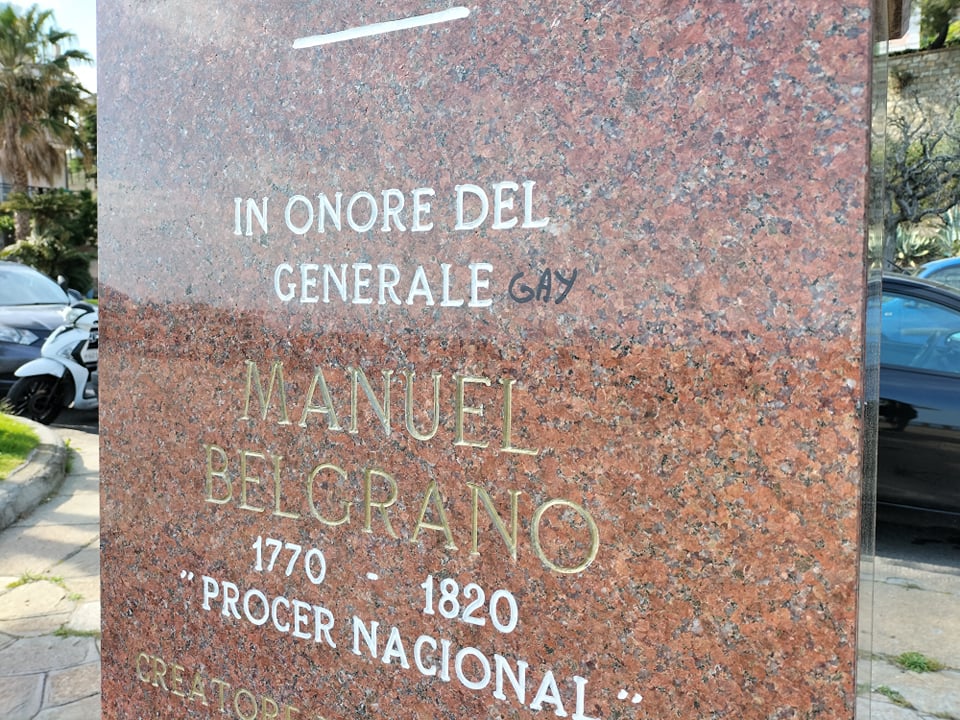 IN ONORE DEL
GENERALE GAY
MANUEL
BELGRANO
1770 - 1820
"PROCER NACIONAL"
CREATORE